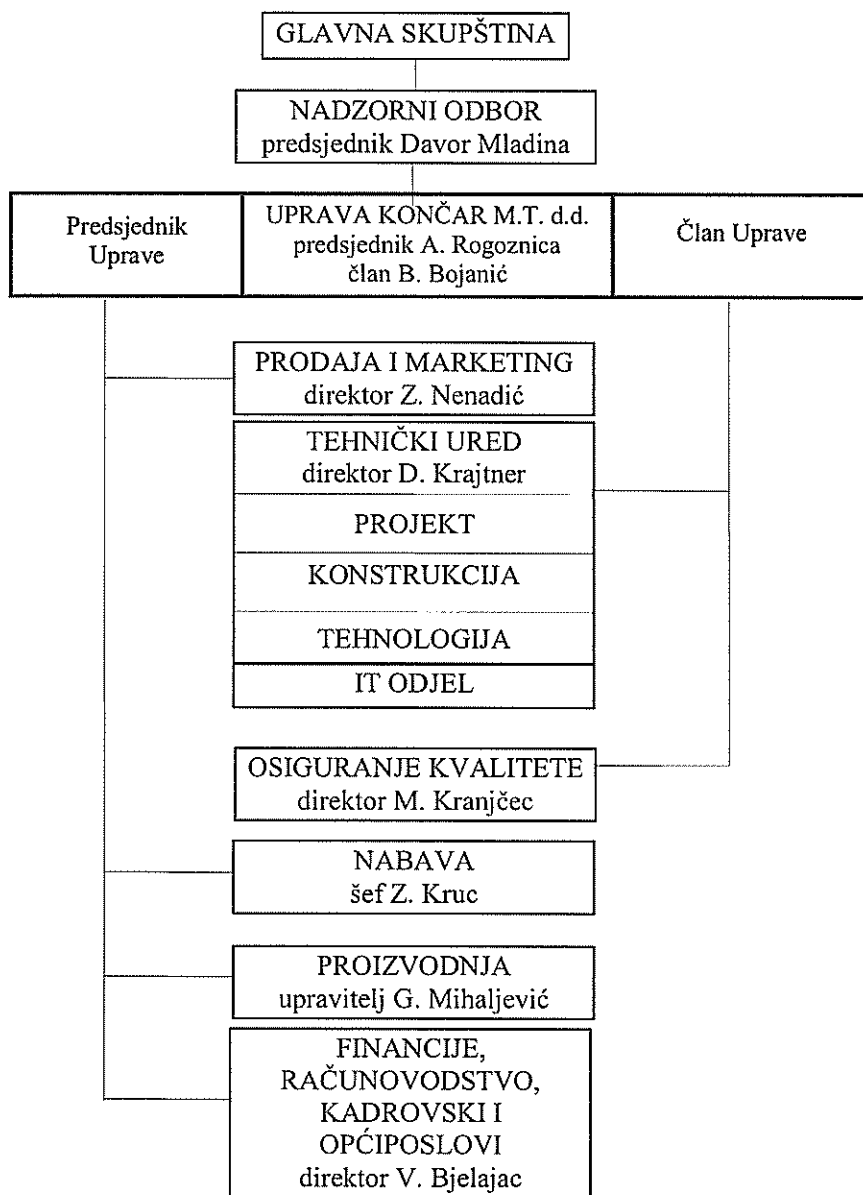 GLAVNA SKUPŠTINA
NADZORNI ODBOR
predsjednik Davor Mladina
Predsjednik
Uprave
UPRAVA KONČAR M.T. d.d.
predsjednik A. Rogoznica
član B. Bojanić
Član Uprave
PRODAJA I MARKETING
direktor Z. Nenadić
TEHNIČKI URED
direktor D. Krajtner
PROJEKT
KONSTRUKCIJA
TEHNOLOGIJA
IT ODJEL
OSIGURANJE KVALITETE
direktor M. Kranjčec
NABAVA
šef Z. Kruc
PROIZVODNJA
upravitelj G. Mihaljević
FINANCIJE,
RAČUNOVODSTVO,
KADROVSKI I
OPĆIPOSLOVI
direktor V. Bjelajac